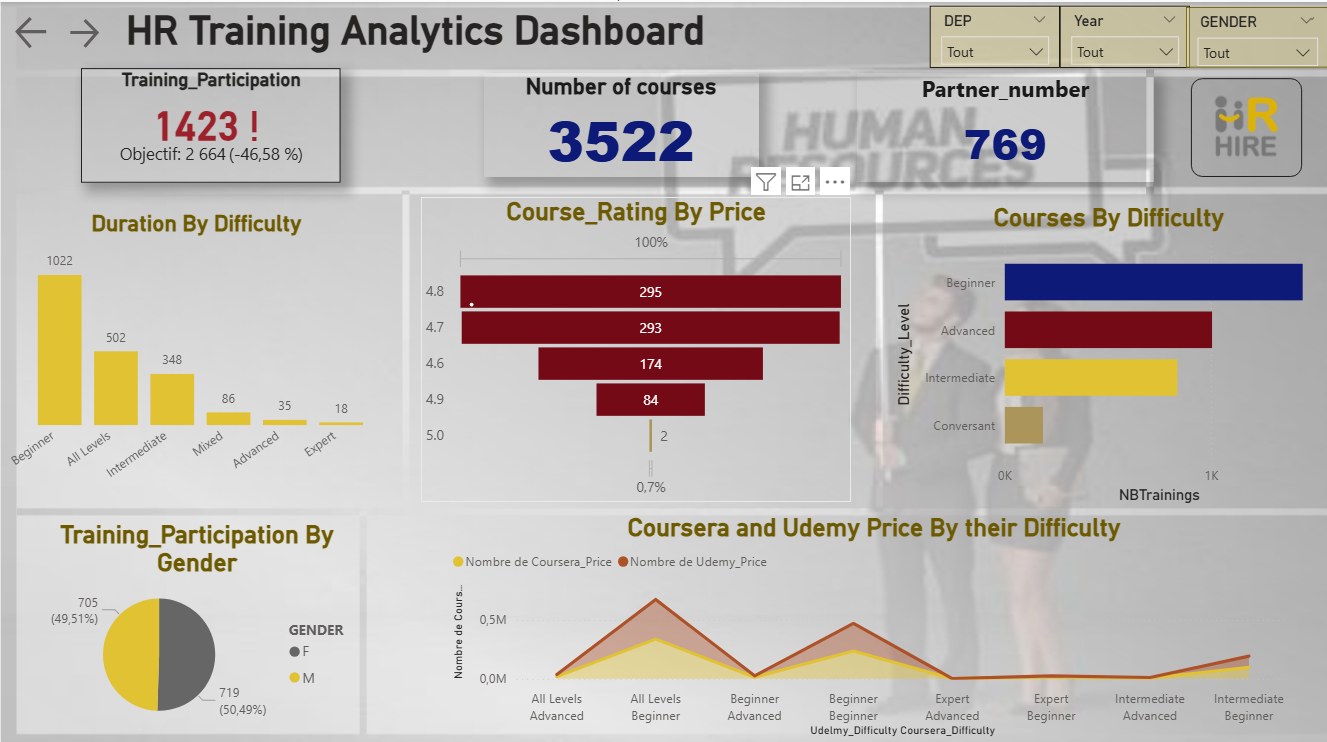 HR Training Analytics Dashboard
DEP
Tout
Year
Tout
GENDER
Tout
Training_Participation
1423 !
Objectif: 2 664 (-46,58 %)
Number of courses
3522
Partner_number
769
HR
HIRE
HUMAN
RESOURCES
Duration By Difficulty
1022
502
348
86
35
18
Beginner
All Levels
Intermediate
Mixed
Advanced
Expert
Course_Rating By Price
100%
4.8
295
4.7
293
4.6
174
4.9
84
5.0
2
0,7%
Courses By Difficulty
Difficulty_Level
Beginner
Advanced
Intermediate
Conversant
0K
1K
NBTrainings
Training_Participation By
Gender
705
(49,51%)
719
(50,49%)
GENDER
F
M
Coursera and Udemy Price By their Difficulty
Nombre de Coursera_Price
Nombre de Udemy_Price
Nombre de Cours...
0,5M
0,0M
All Levels
Advanced
All Levels
Beginner
Beginner
Advanced
Beginner
Beginner
Expert
Advanced
Expert
Beginner
Intermediate
Advanced
Intermediate
Beginner
Udelmy_Difficulty Coursera_Difficulty